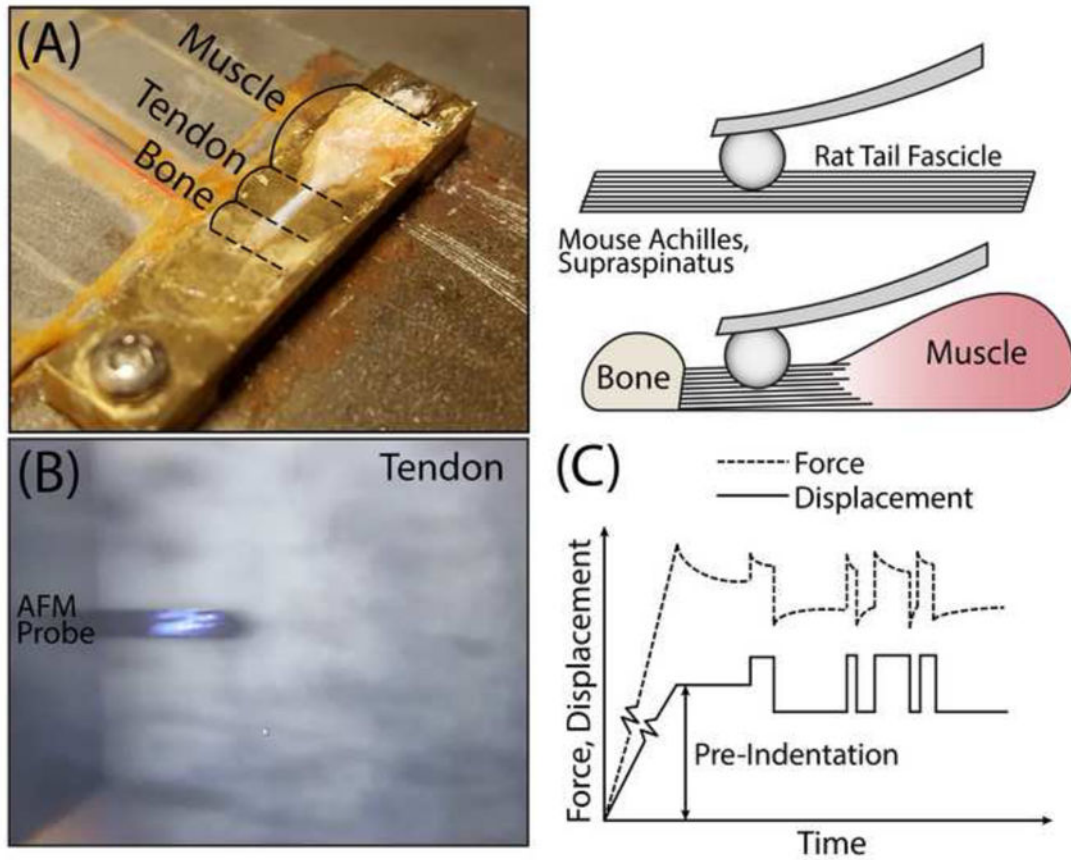 (A)
Muscle
Tendon
Bone
Rat Tail Fascicle
Mouse Achilles,
Supraspinatus
Bone
Muscle
(B)
Tendon
AFM
Probe
(C)
Force
Displacement
Force, Displacement
Pre-Indentation
Time